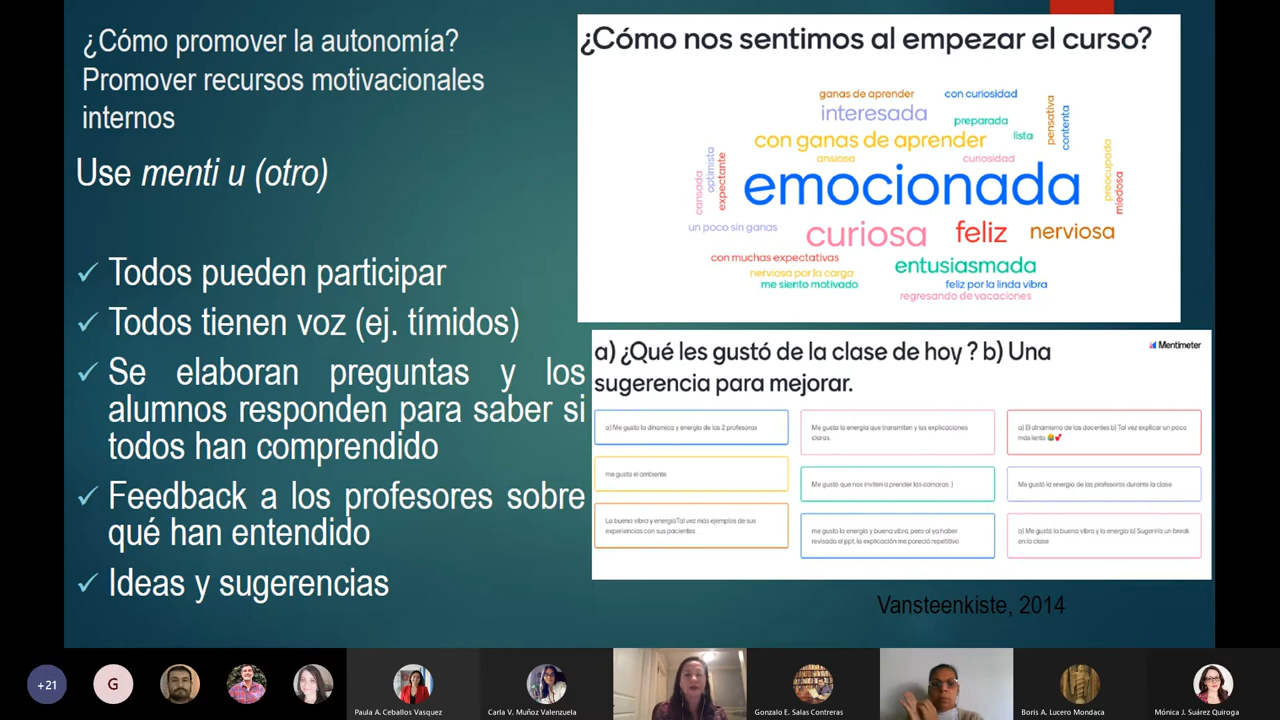 ¿Cómo promover la autonomía?
Promover recursos motivacionales
internos
Use menti u (otro)
Todos pueden participar
Todos tienen voz (ej. tímidos)
Se elaboran preguntas y los
alumnos responden para saber si
todos han comprendido
Feedback a los profesores sobre
qué han entendido
Ideas y sugerencias
¿Cómo nos sentimos al empezar el curso?
ganas de aprender
con curiosidad
interesada
preparada
pensativa
contenta
lista
con ganas de aprender
ansiosa
curiosidad
optimista
expectante
cansada
preocupada
miedosa
emocionada
un poco sin ganas
curiosa
feliz
nerviosa
con muchas expectativas
entusiasmada
nerviosa por la carga
me siento motivado
feliz por la linda vibra
regresando de vacaciones
a) ¿Qué les gustó de la clase de hoy ? b) Una
sugerencia para mejorar.
Mentimeter
a) Me gusto la dinamica y energia de las 2 profesoras
me gusta el ambiente
La buena vibra y energiaTal vez más ejemplos de sus
experiencias con sus pacientes
Me gusta la energia que transmiten y las explicaciones
claras.
Me gustó que nos inviten a prender las camaras :)
me gusto la energia y buena vibra, pero al ya haber
revisado el ppt, la explicación me pareció repetitivo
a) El dinamismo de las docentes b) Tal vez explicar un poco
más lento 😅💕
Me gustó la energia de las profesoras durante la clase
a) Me gustó la buena vibra y la energia b) Sugeriria un break
en la clase
Vansteenkiste, 2014
+21
G
Paula A. Ceballos Vasquez
Carla V. Muñoz Valenzuela
Gonzalo E. Salas Contreras
Boris A. Lucero Mondaca
Mónica J. Suárez Quiroga